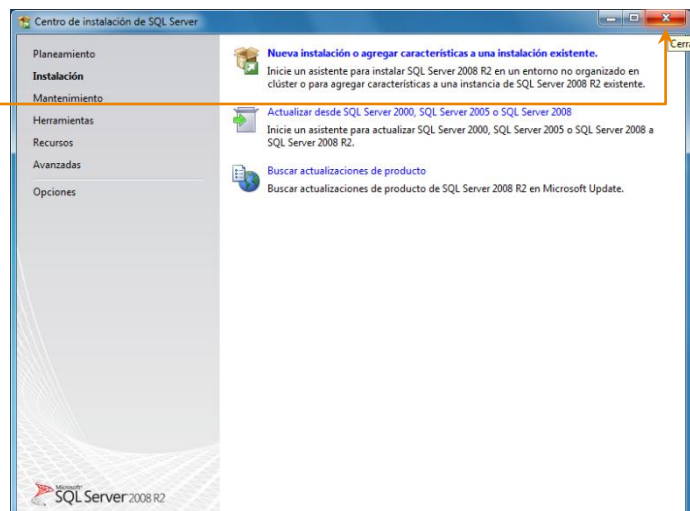 Centro de instalación de SQL Server
Planeamiento
Instalación
Mantenimiento
Herramientas
Recursos
Avanzadas
Opciones
Nueva instalación o agregar características a una instalación existente.
Inicie un asistente para instalar SQL Server 2008 R2 en un entorno no organizado en
clúster o para agregar características a una instancia de SQL Server 2008 R2 existente.
Actualizar desde SQL Server 2000, SQL Server 2005 o SQL Server 2008
Inicie un asistente para actualizar SQL Server 2000, SQL Server 2005 o SQL Server 2008 a
SQL Server 2008 R2.
Buscar actualizaciones de producto
Buscar actualizaciones de producto de SQL Server 2008 R2 en Microsoft Update.
Cerra
Microsoft
SQL Server 2008 R2